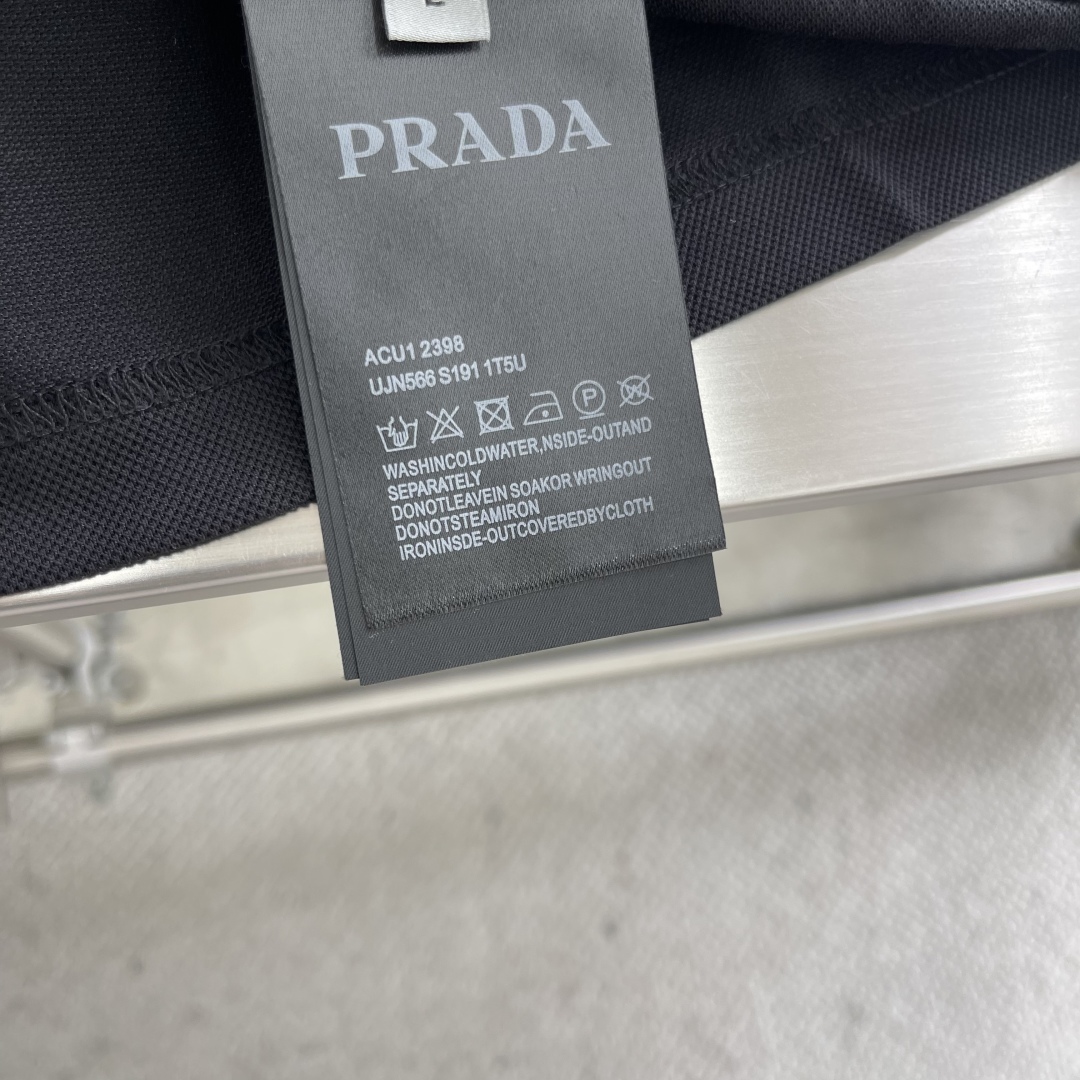 L
PRADA
ACU1 2398
UJN566 S191 1T5U
P
W
WASHINCOLDWATER,NSIDE-OUTAND
SEPARATELY
DONOTLEAVEIN SOAKOR WRINGOUT
DONOTSTEAMIRON
IRONINSDE-OUTCOVEREDBYCLOTH